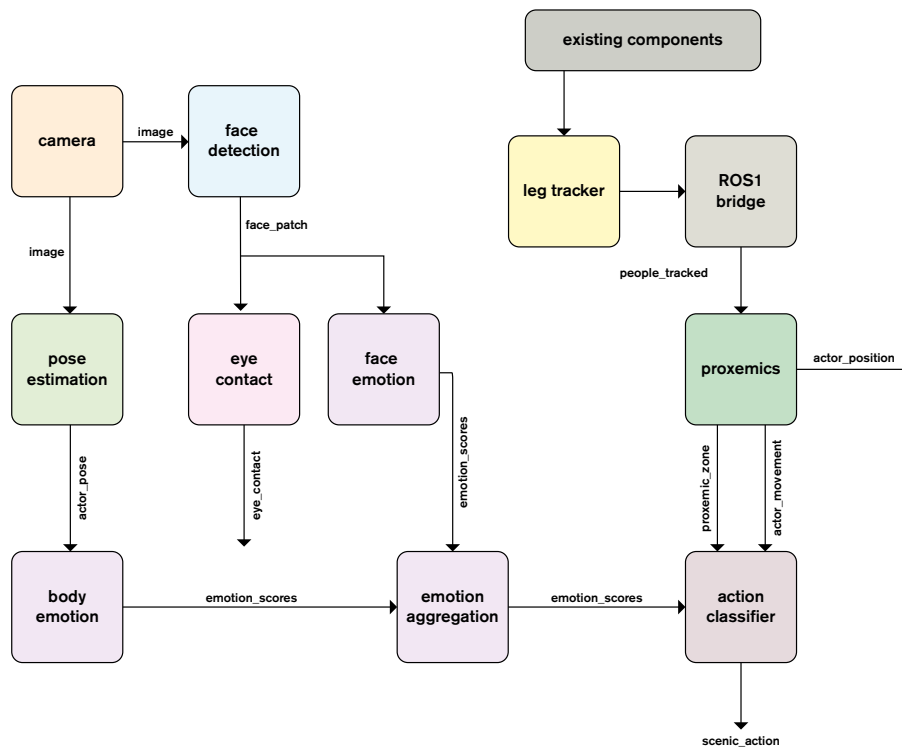 existing components
camera
image
face
detection
leg tracker
ROS1
bridge
face_patch
image
people_tracked
pose
estimation
eye
contact
face
emotion
proxemics
actor_position
actor_pose
eye_contact
emotion_scores
proxemic_zone
actor_movement
body
emotion
emotion_scores
emotion
aggregation
emotion_scores
action
classifier
scenic_action